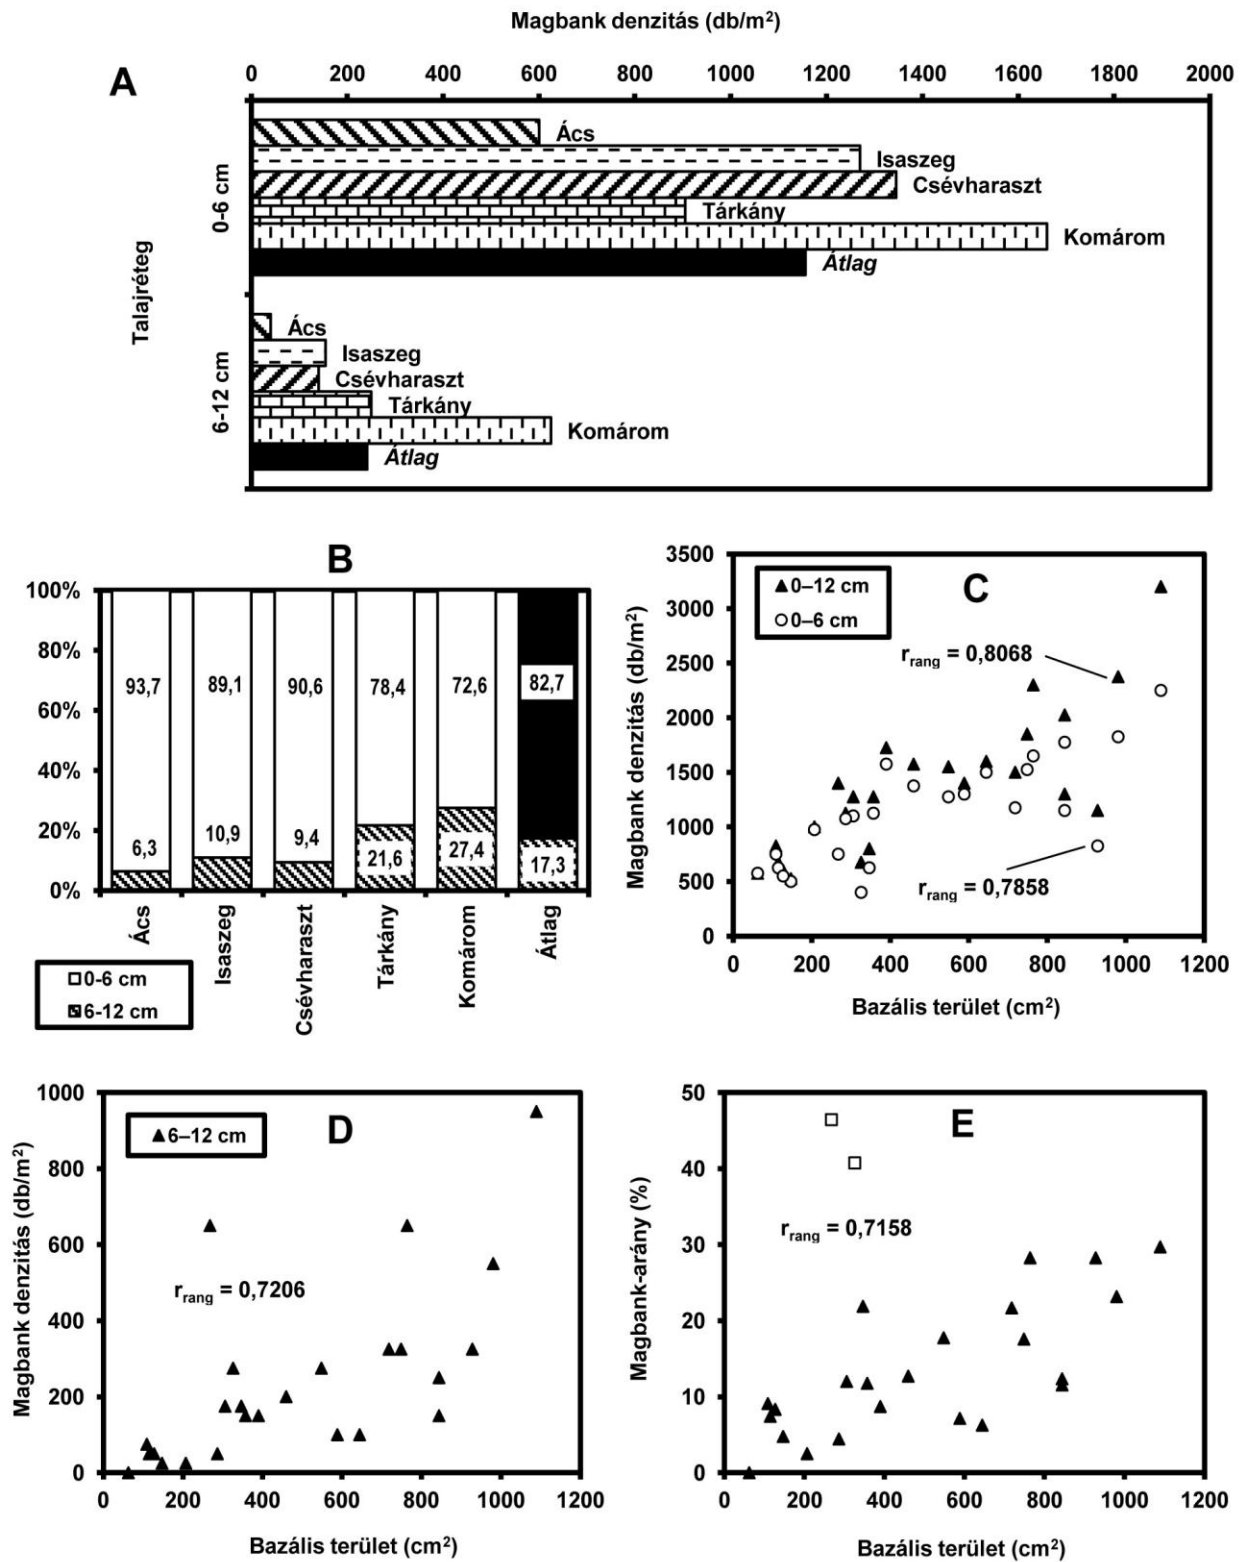 Magbank denzitás (db/m²)
A
0 200 400 600 800 1000 1200 1400 1600 1800 2000
Talajréteg
0-6 cm
Ács
Isaszeg
Csévharaszt
Tárkány
Komárom
Átlag
6-12 cm
Ács
Isaszeg
Csévharaszt
Tárkány
Komárom
Átlag
B
100%
80%
60%
40%
20%
0%
93,7 89,1 90,6 78,4 72,6 82,7
6,3 10,9 9,4 21,6 27,4 17,3
Ács
Isaszeg
Csévharaszt
Tárkány
Komárom
Átlag
0-6 cm
6-12 cm
C
Magbank denzitás (db/m²)
3500
3000
2500
2000
1500
1000
500
0
0–12 cm
0–6 cm
r rang = 0,8068
r rang = 0,7858
0 200 400 600 800 1000 1200
Bazális terület (cm²)
D
Magbank denzitás (db/m²)
1000
800
600
400
200
0
6–12 cm
r rang = 0,7206
0 200 400 600 800 1000 1200
Bazális terület (cm²)
E
Magbank-arány (%)
50
40
30
20
10
0
r rang = 0,7158
0 200 400 600 800 1000 1200
Bazális terület (cm²)